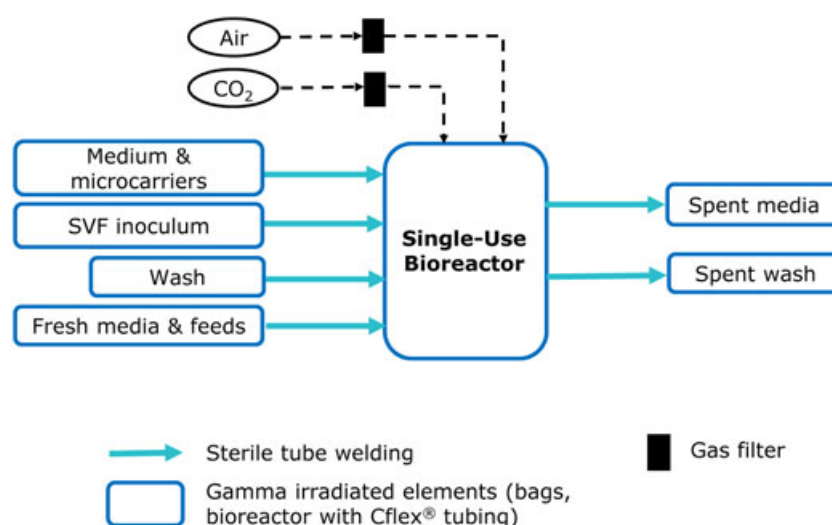 Air
CO₂
Medium &
microcarriers
SVF inoculum
Wash
Fresh media & feeds
Single-Use
Bioreactor
Spent media
Spent wash
Sterile tube welding
Gas filter
Gamma irradiated elements (bags,
bioreactor with Cflex® tubing)